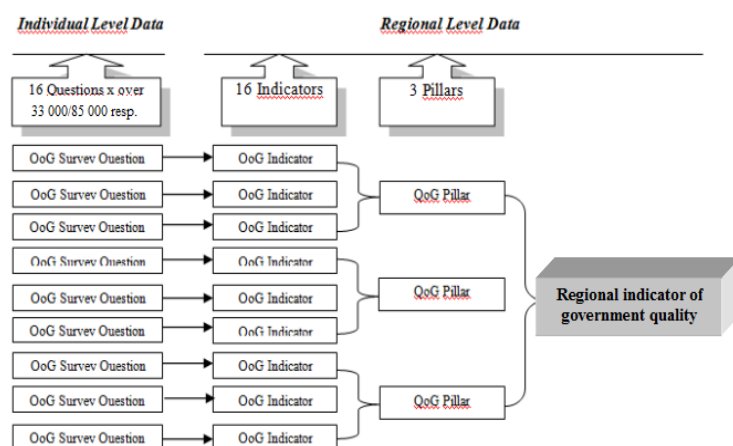 Individual Level Data
Regional Level Data
16 Questions x over
33 000/85 000 resp.
16 Indicators
3 Pillars
QoG Survey Question
QoG Indicator
QoG Survey Question
QoG Indicator
QoG Pillar
QoG Survey Question
QoG Indicator
QoG Survey Question
QoG Indicator
QoG Survey Question
QoG Indicator
QoG Pillar
QoG Survey Question
QoG Indicator
QoG Survey Question
QoG Indicator
QoG Survey Question
QoG Indicator
QoG Pillar
QoG Survey Question
QoG Indicator
Regional indicator of
government quality